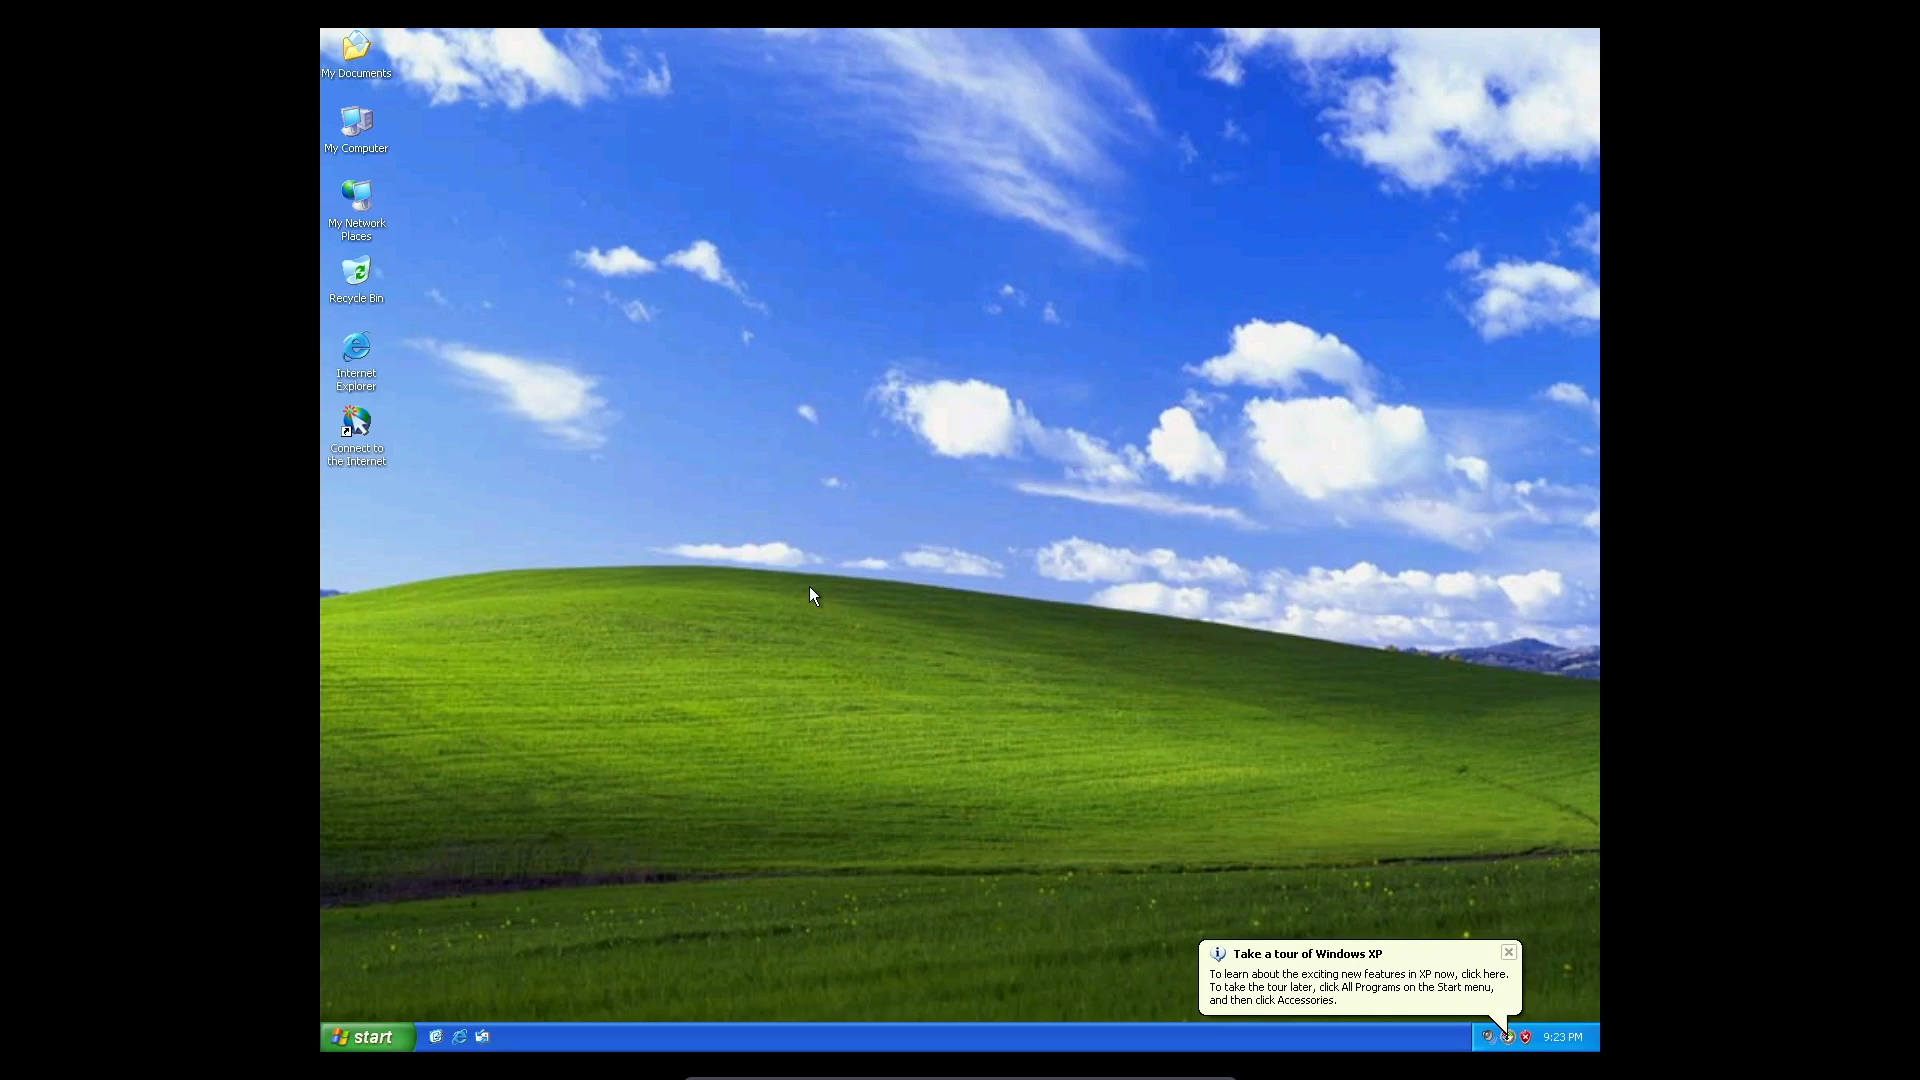 My Documents
My Computer
My Network
Places
Recycle Bin
Internet
Explorer
Connect to
the Internet
Take a tour of Windows XP
To learn about the exciting new features in XP now, click here.
To take the tour later, click All Programs on the Start menu,
and then click Accessories.
start
9:23 PM